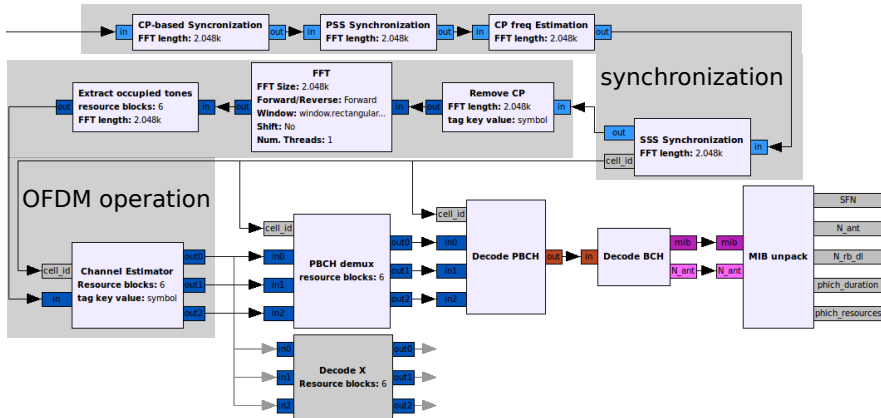 CP-based Syncronization
FFT length: 2.048k
in
out
PSS Synchronization
FFT length: 2.048k
in
out
CP freq Estimation
FFT length: 2.048k
in
out
synchronization
Extract occupied tones
resource blocks: 6
FFT length: 2.048k
out
in
FFT
FFT Size: 2.048k
Forward/Reverse: Forward
Window: window.rectangular...
Shift: No
Num. Threads: 1
out
in
Remove CP
FFT length: 2.048k
tag key value: symbol
out
in
SSS Synchronization
FFT length: 2.048k
out
cell_id
in
OFDM operation
Channel Estimator
Resource blocks: 6
tag key value: symbol
cell_id
in
out0
out1
out2
PBCH demux
resource blocks: 6
cell_id
in0
in1
in2
out0
out1
out2
Decode PBCH
cell_id
in0
in1
in2
out
Decode BCH
in
mib
N_ant
MIB unpack
mib
N_ant
SFN
N_ant
N_rb_dl
phich_duration
phich_resources
Decode X
Resource blocks: 6
in0
in1
in2
out0
out1
out2